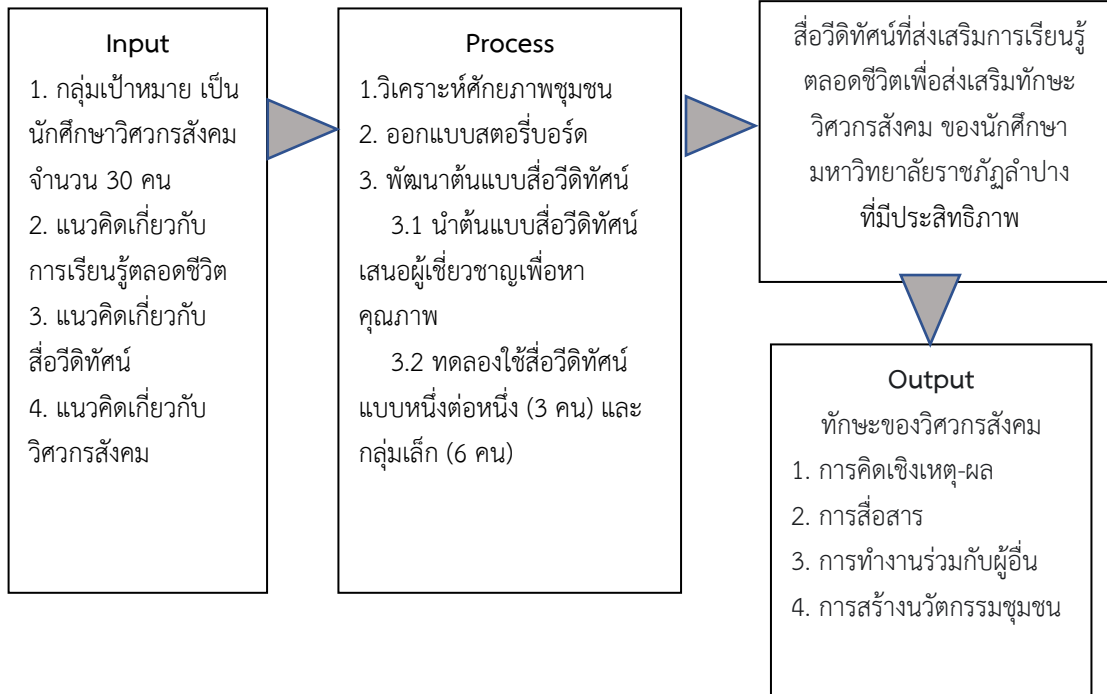 Input
1. กลุ่มเป้าหมาย เป็น
นักศึกษาวิศวกรสังคม
จำนวน 30 คน
2. แนวคิดเกี่ยวกับ
การเรียนรู้ตลอดชีวิต
3. แนวคิดเกี่ยวกับ
สื่อวีดิทัศน์
4. แนวคิดเกี่ยวกับ
วิศวกรสังคม
Process
1.วิเคราะห์ศักยภาพชุมชน
2. ออกแบบสตอรี่บอร์ด
3. พัฒนาต้นแบบสื่อวีดิทัศน์
3.1 นำต้นแบบสื่อวีดิทัศน์
เสนอผู้เชี่ยวชาญเพื่อหา
คุณภาพ
3.2 ทดลองใช้สื่อวีดิทัศน์
แบบหนึ่งต่อหนึ่ง (3 คน) และ
กลุ่มเล็ก (6 คน)
สื่อวีดิทัศน์ที่ส่งเสริมการเรียนรู้
ตลอดชีวิตเพื่อส่งเสริมทักษะ
วิศวกรสังคม ของนักศึกษา
มหาวิทยาลัยราชภัฏลำปาง
ที่มีประสิทธิภาพ
Output
ทักษะของวิศวกรสังคม
1. การคิดเชิงเหตุ-ผล
2. การสื่อสาร
3. การทำงานร่วมกับผู้อื่น
4. การสร้างนวัตกรรมชุมชน